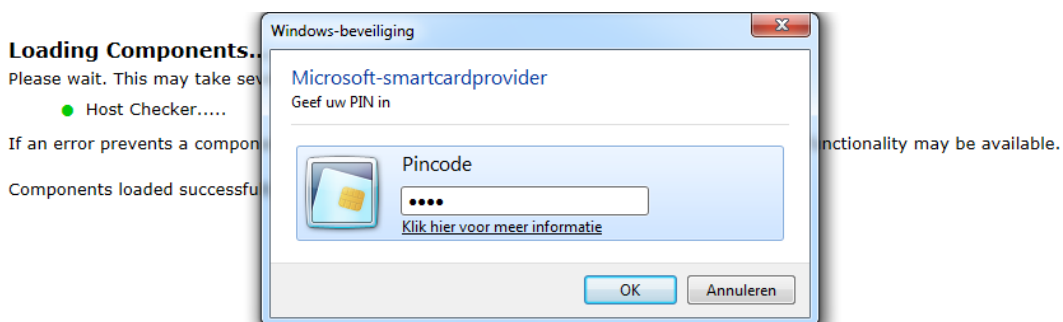 Windows-beveiliging
Loading Components..
Please wait. This may take sev
Host Checker.....
If an error prevents a compon
nctionality may be available.
Components loaded successfu
Microsoft-smartcardprovider
Geef uw PIN in
Pincode
••••
Klik hier voor meer informatie
OK
Annuleren